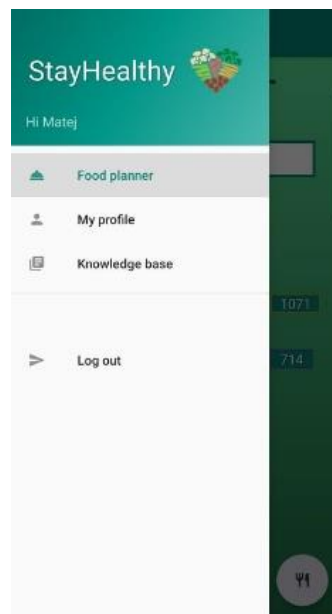 StayHealthy
Hi Matej
Food planner
My profile
Knowledge base
1071
714
Log out